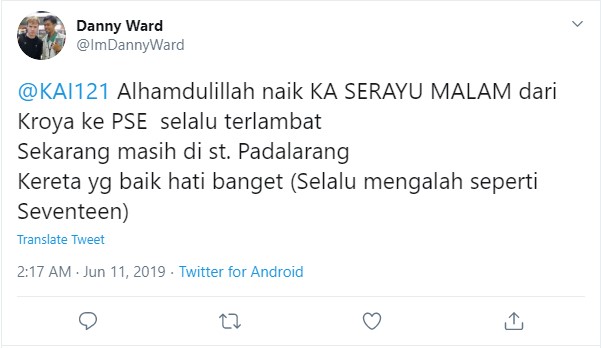 Danny Ward
@ImDannyWard
@KAI121 Alhamdulillah naik KA SERAYU MALAM dari
Kroya ke PSE  selalu terlambat
Sekarang masih di st. Padalarang
Kereta yg baik hati banget (Selalu mengalah seperti
Seventeen)
Translate Tweet
2:17 AM · Jun 11, 2019 · Twitter for Android